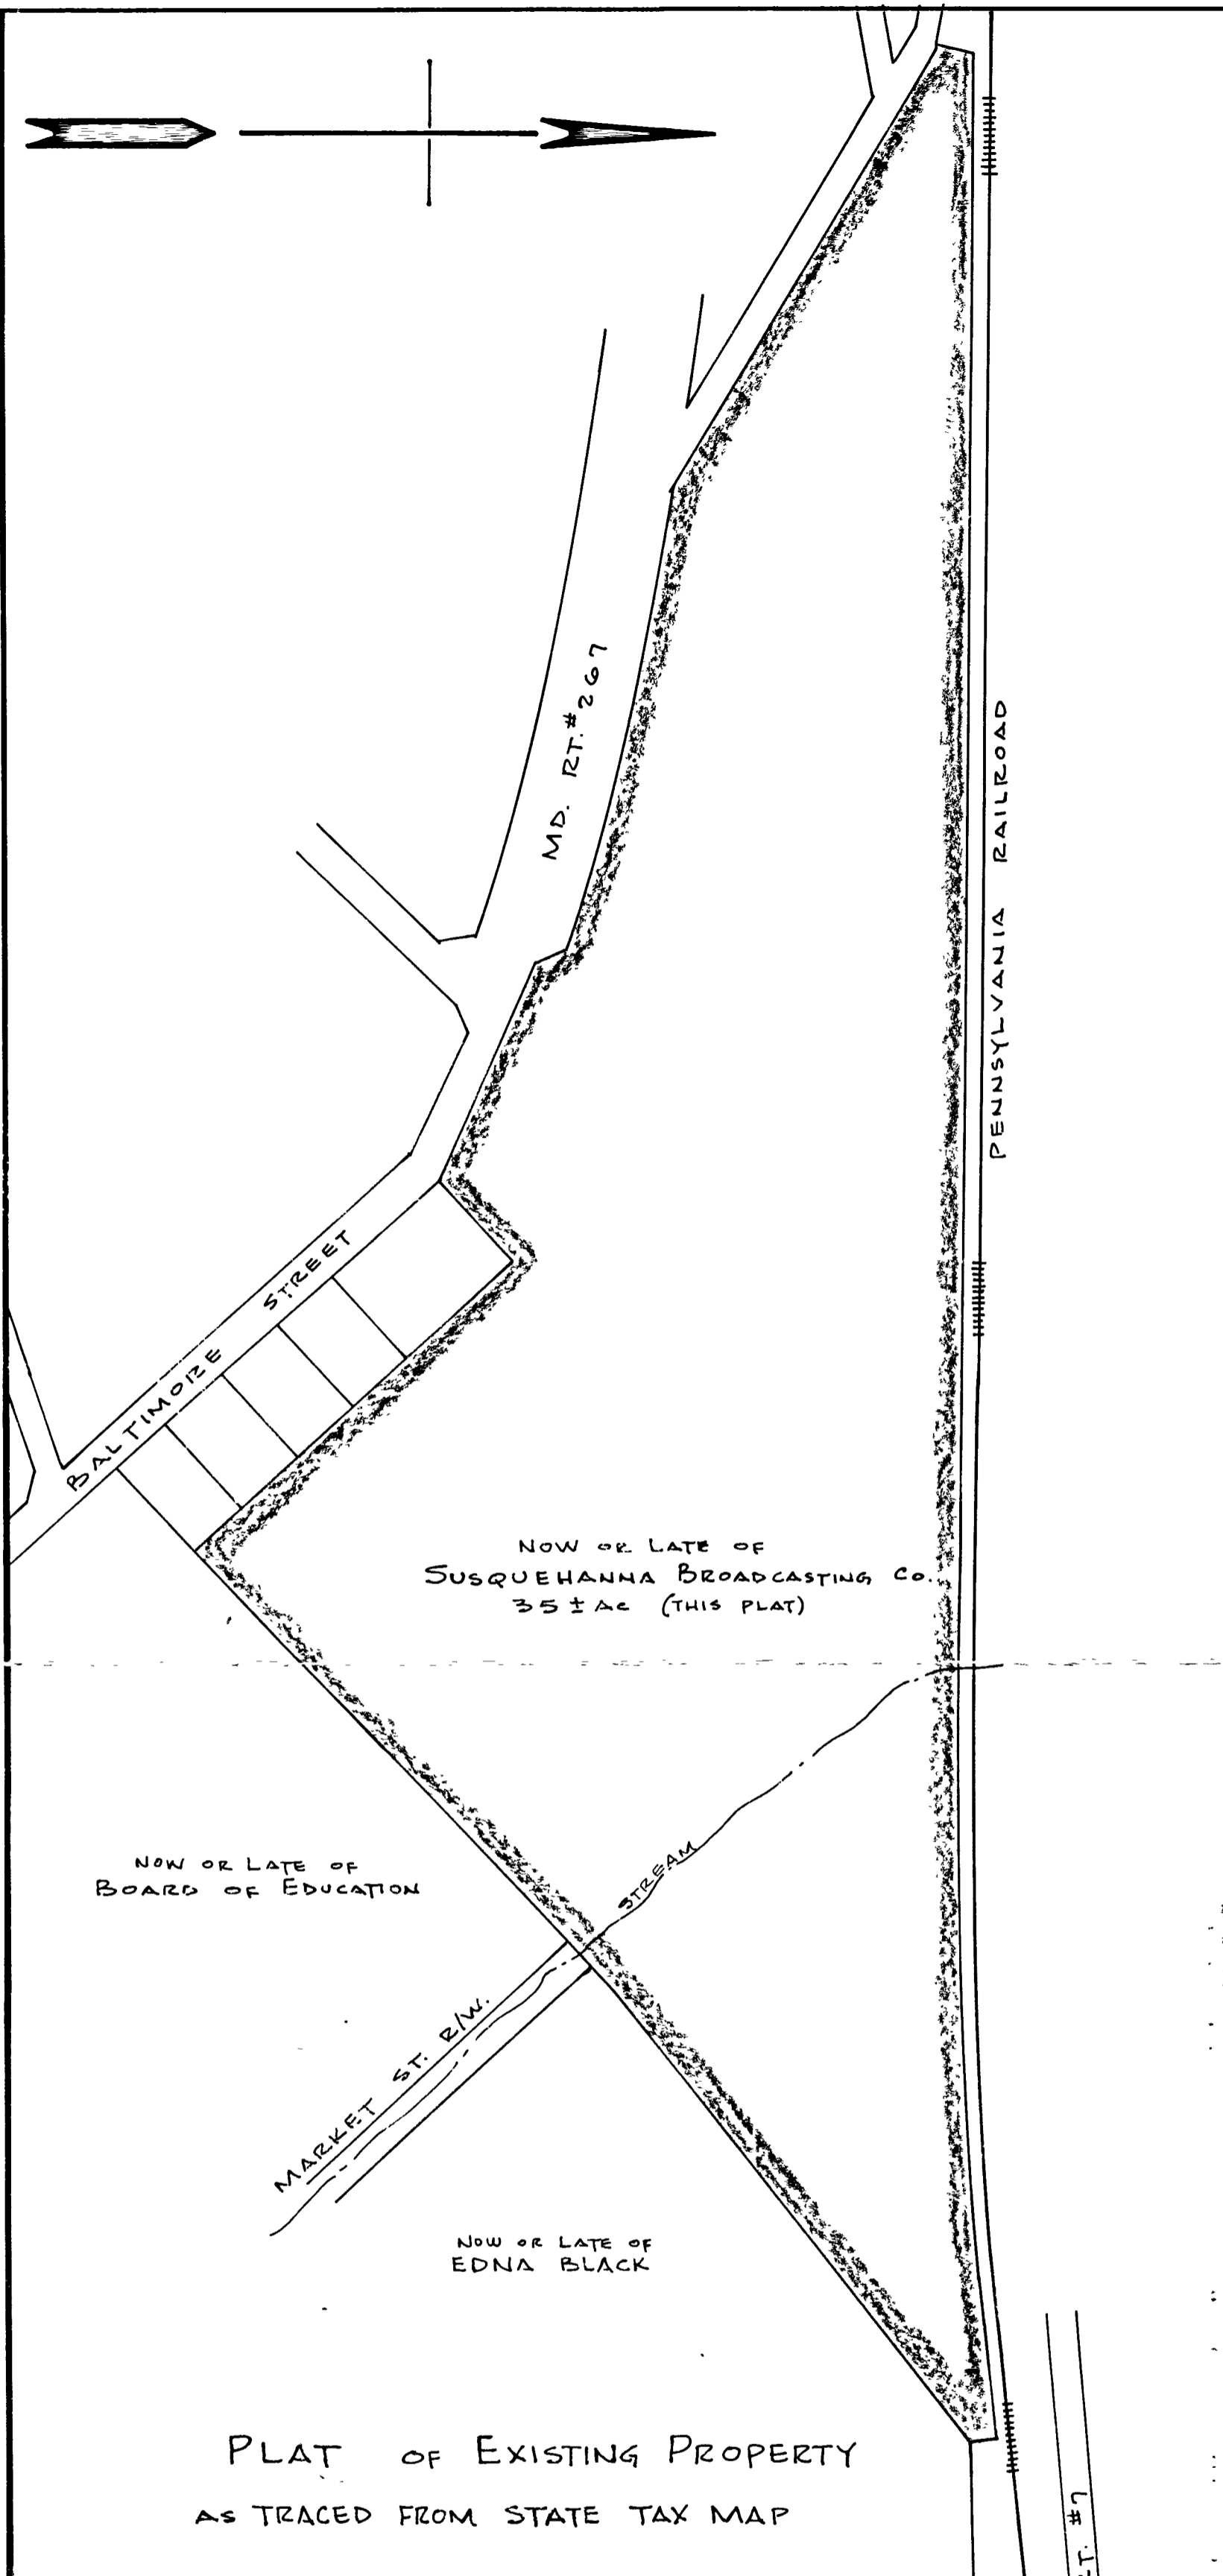 MD. RT. #267
PENNSYLVANIA RAILROAD
BALTIMORE STREET
NOW OR LATE OF
SUSQUEHANNA BROADCASTING CO.
35 ± AC (THIS PLAT)
STREAM
NOW OR LATE OF
BOARD OF EDUCATION
MARKET ST. R/W.
NOW OR LATE OF
EDNA BLACK
PLAT OF EXISTING PROPERTY
AS TRACED FROM STATE TAX MAP
T. #7